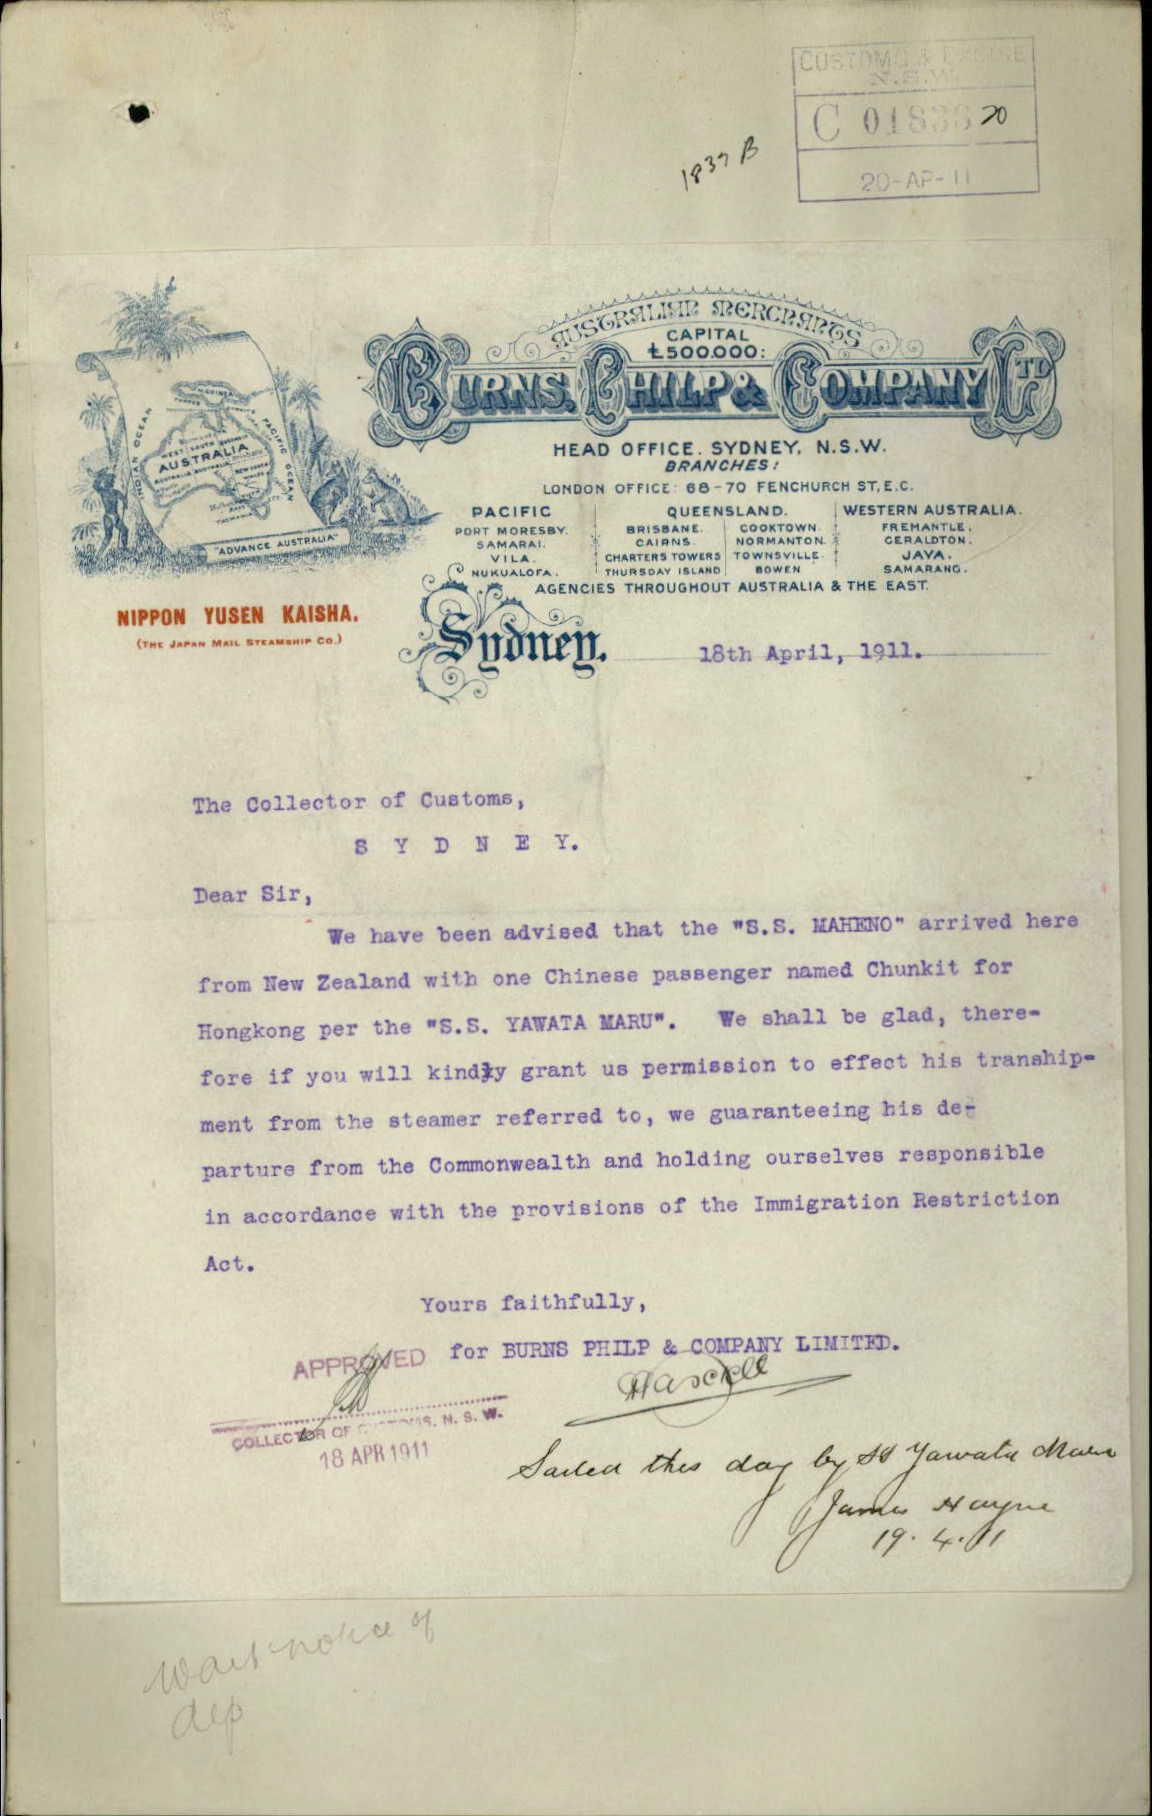 CUSTOMS & EXCISE
N.S.W.
C 01838 20
20-AP-11
1837 B
AUSTRALIAN MERCHANTS
CAPITAL
£500.000:
BURNS, PHILP & COMPANY LTD
INDIAN OCEAN
PACIFIC OCEAN
AUSTRALIA
TASMANIA
"ADVANCE AUSTRALIA"
HEAD OFFICE. SYDNEY, N.S.W.
BRANCHES:
LONDON OFFICE: 68-70 FENCHURCH ST, E.C.
PACIFIC
PORT MORESBY.
SAMARAI.
VILA.
NUKUALOFA.
QUEENSLAND.
BRISBANE.
CAIRNS.
CHARTERS TOWERS
THURSDAY ISLAND
COOKTOWN.
NORMANTON.
TOWNSVILLE.
BOWEN
WESTERN AUSTRALIA.
FREMANTLE.
GERALDTON.
JAVA.
SAMARANG.
AGENCIES THROUGHOUT AUSTRALIA & THE EAST.
NIPPON YUSEN KAISHA.
(THE JAPAN MAIL STEAMSHIP CO.)
Sydney. 18th April, 1911.
The Collector of Customs,
S Y D N E Y.
Dear Sir,
We have been advised that the "S.S. MAHENO" arrived here
from New Zealand with one Chinese passenger named Chunkit for
Hongkong per the "S.S. YAWATA MARU". We shall be glad, there-
fore if you will kindly grant us permission to effect his tranship-
ment from the steamer referred to, we guaranteeing his de-
parture from the Commonwealth and holding ourselves responsible
in accordance with the provisions of the Immigration Restriction
Act.
Yours faithfully,
for BURNS PHILP & COMPANY LIMITED.
APPROVED
COLLECTOR OF CUSTOMS, N. S. W.
18 APR 1911
Sailed this day by SS Yawata Maru
James Hayne
19.4.11
Wait notice of
dep